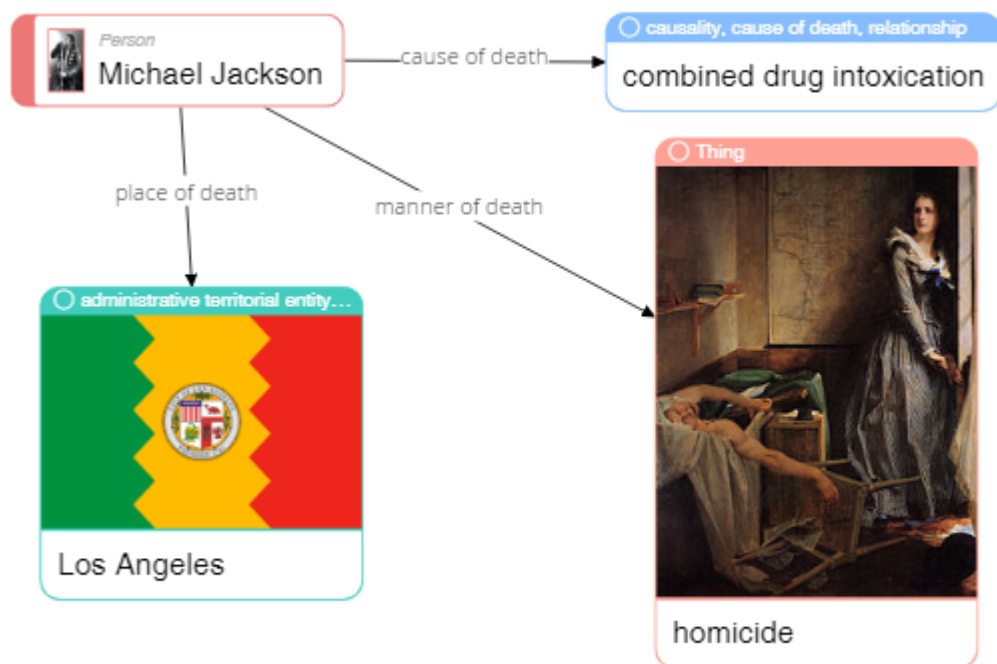 Person
Michael Jackson
cause of death
causality, cause of death, relationship
combined drug intoxication
place of death
manner of death
Thing
administrative territorial entity...
Los Angeles
homicide